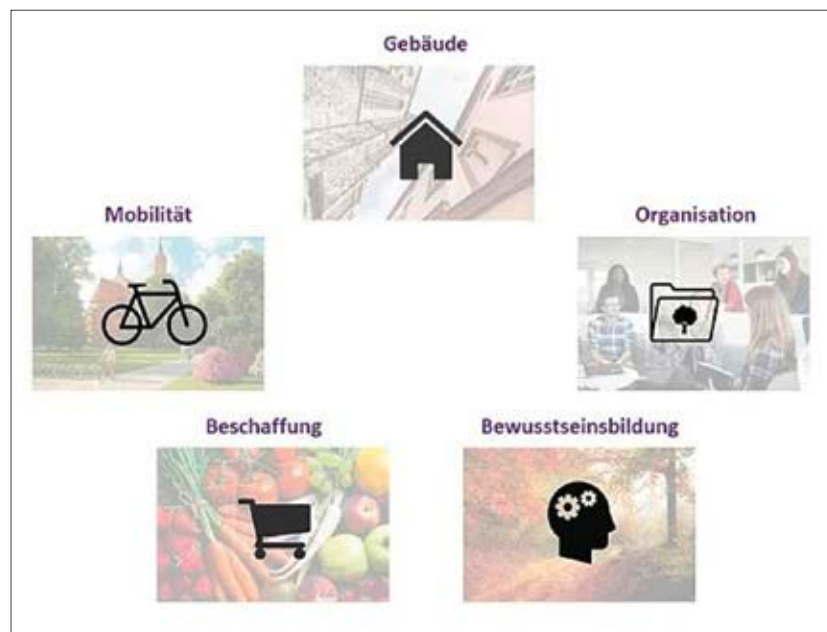 Gebäude
Mobilität
Organisation
Beschaffung
Bewusstseinsbildung